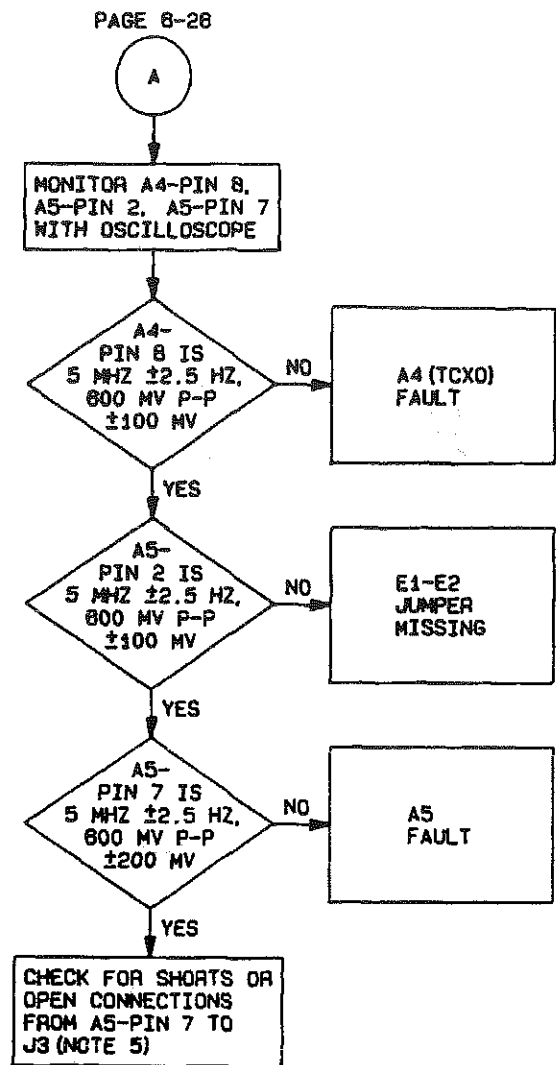 PAGE 6-26
A
MONITOR A4-PIN 8,
A5-PIN 2, A5-PIN 7
WITH OSCILLOSCOPE
A4-
PIN 8 IS
5 MHZ ±2.5 HZ,
600 MV P-P
±100 MV
NO
A4 (TCXO)
FAULT
YES
A5-
PIN 2 IS
5 MHZ ±2.5 HZ,
600 MV P-P
±100 MV
NO
E1-E2
JUMPER
MISSING
YES
A5-
PIN 7 IS
5 MHZ ±2.5 HZ,
600 MV P-P
±200 MV
NO
A5
FAULT
YES
CHECK FOR SHORTS OR
OPEN CONNECTIONS
FROM A5-PIN 7 TO
J3 (NOTE 5)